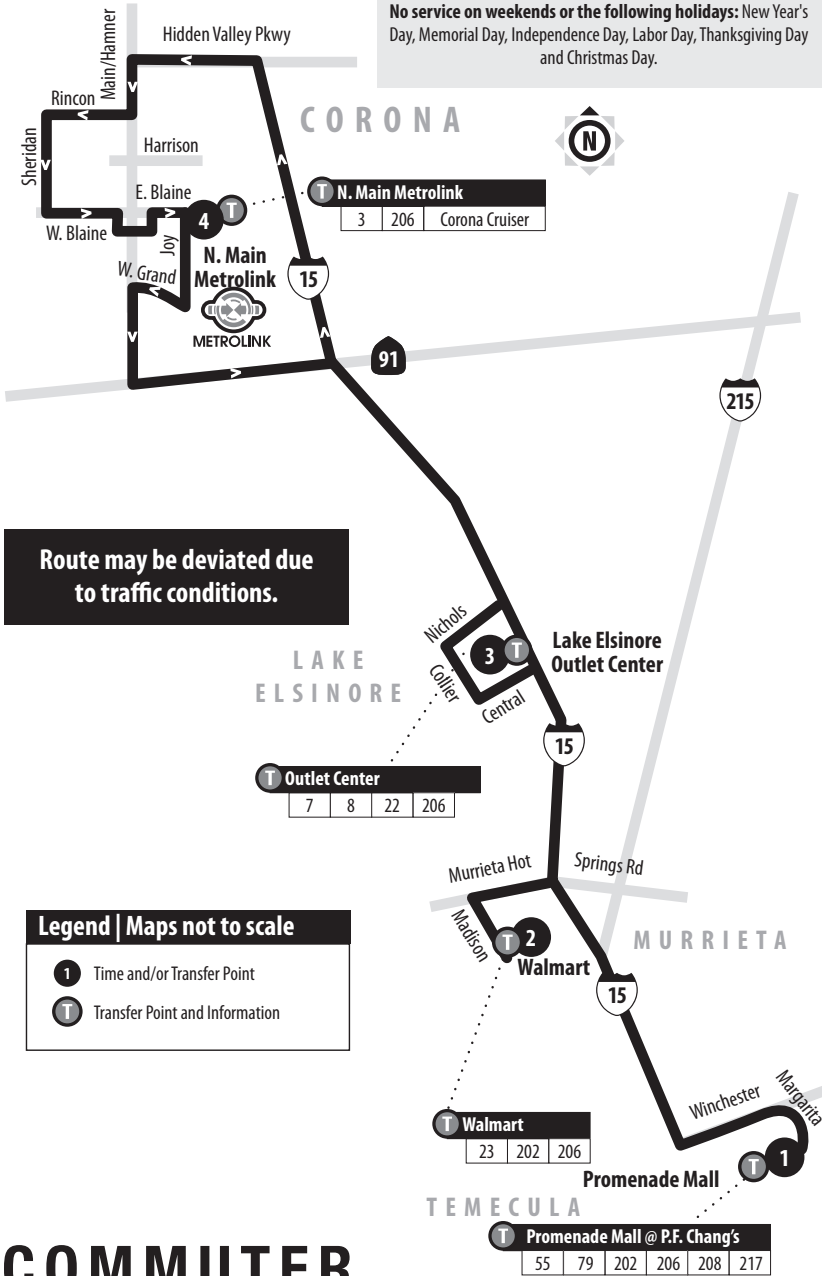 No service on weekends or the following holidays: New Year's
Day, Memorial Day, Independence Day, Labor Day, Thanksgiving Day
and Christmas Day.
Hidden Valley Pkwy
Main/Hamner
Rincon
CORONA
N
Sheridan
Harrison
E. Blaine
T N. Main Metrolink
3 206 Corona Cruiser
4 T
W. Blaine
Joy
N. Main
Metrolink
W. Grand
15
METROLINK
91
215
Route may be deviated due
to traffic conditions.
Nichols
LAKE
ELSINORE
3 T
Lake Elsinore
Outlet Center
Collier
Central
15
T Outlet Center
7 8 22 206
Murrieta Hot Springs Rd
Madison
T 2
Walmart
MURRIETA
Legend | Maps not to scale
1 Time and/or Transfer Point
T Transfer Point and Information
15
Winchester
Margarita
T Walmart
23 202 206
Promenade Mall
T 1
TEMECULA
T Promenade Mall @ P.F. Chang's
55 79 202 206 208 217
COMMUTER